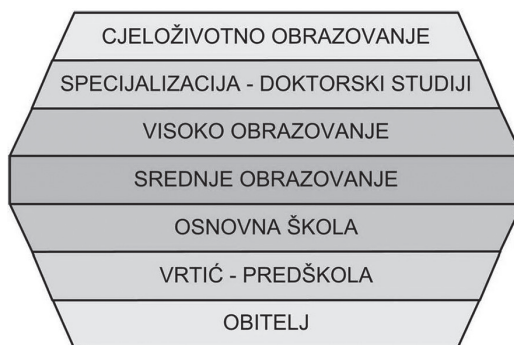 CJELOŽIVOTNO OBRAZOVANJE
SPECIJALIZACIJA - DOKTORSKI STUDIJI
VISOKO OBRAZOVANJE
SREDNJE OBRAZOVANJE
OSNOVNA ŠKOLA
VRTIĆ - PREDŠKOLA
OBITELJ